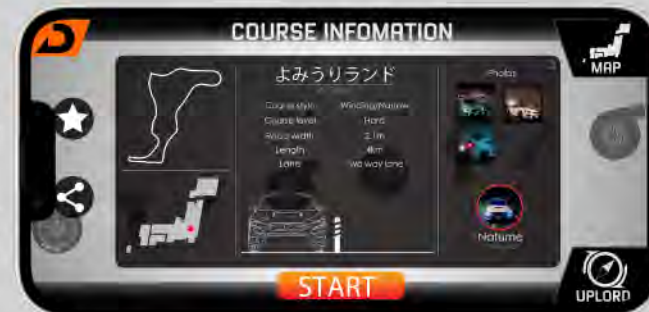 COURSE INFOMATION
MAP
よみうりランド
Photos
Course style Winding/Narrow
Course level Hard
Road width 2.1m
Length 4km
Lane Two way lane
Natume
START
UPLORD